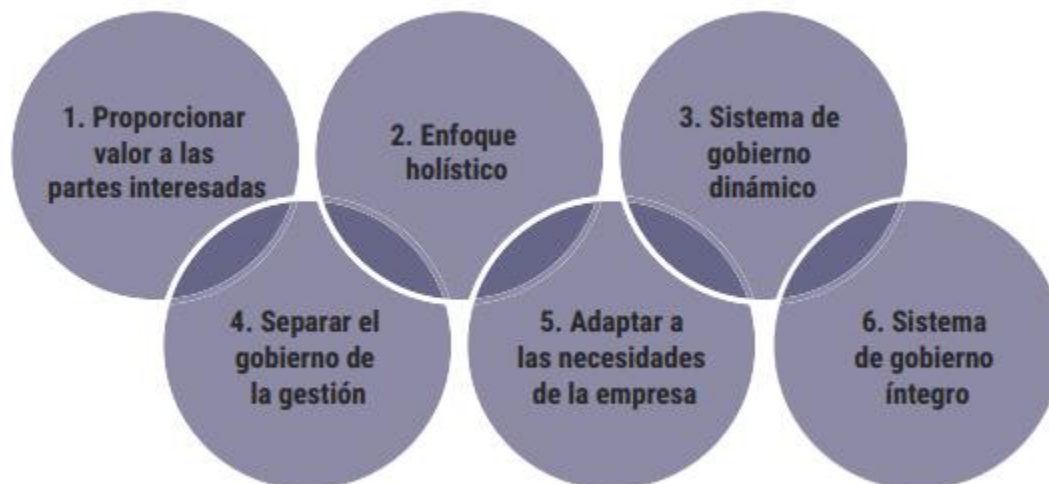 1. Proporcionar
valor a las
partes interesadas
2. Enfoque
holístico
3. Sistema de
gobierno
dinámico
4. Separar el
gobierno de
la gestión
5. Adaptar a
las necesidades
de la empresa
6. Sistema
de gobierno
íntegro